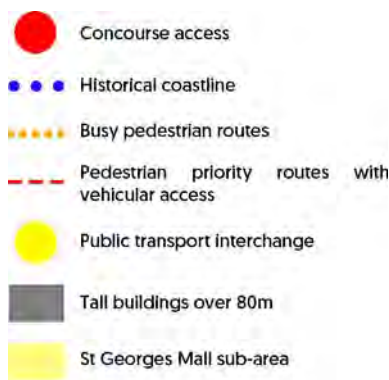 Concourse access
Historical coastline
Busy pedestrian routes
Pedestrian priority routes with
vehicular access
Public transport interchange
Tall buildings over 80m
St Georges Mall sub-area